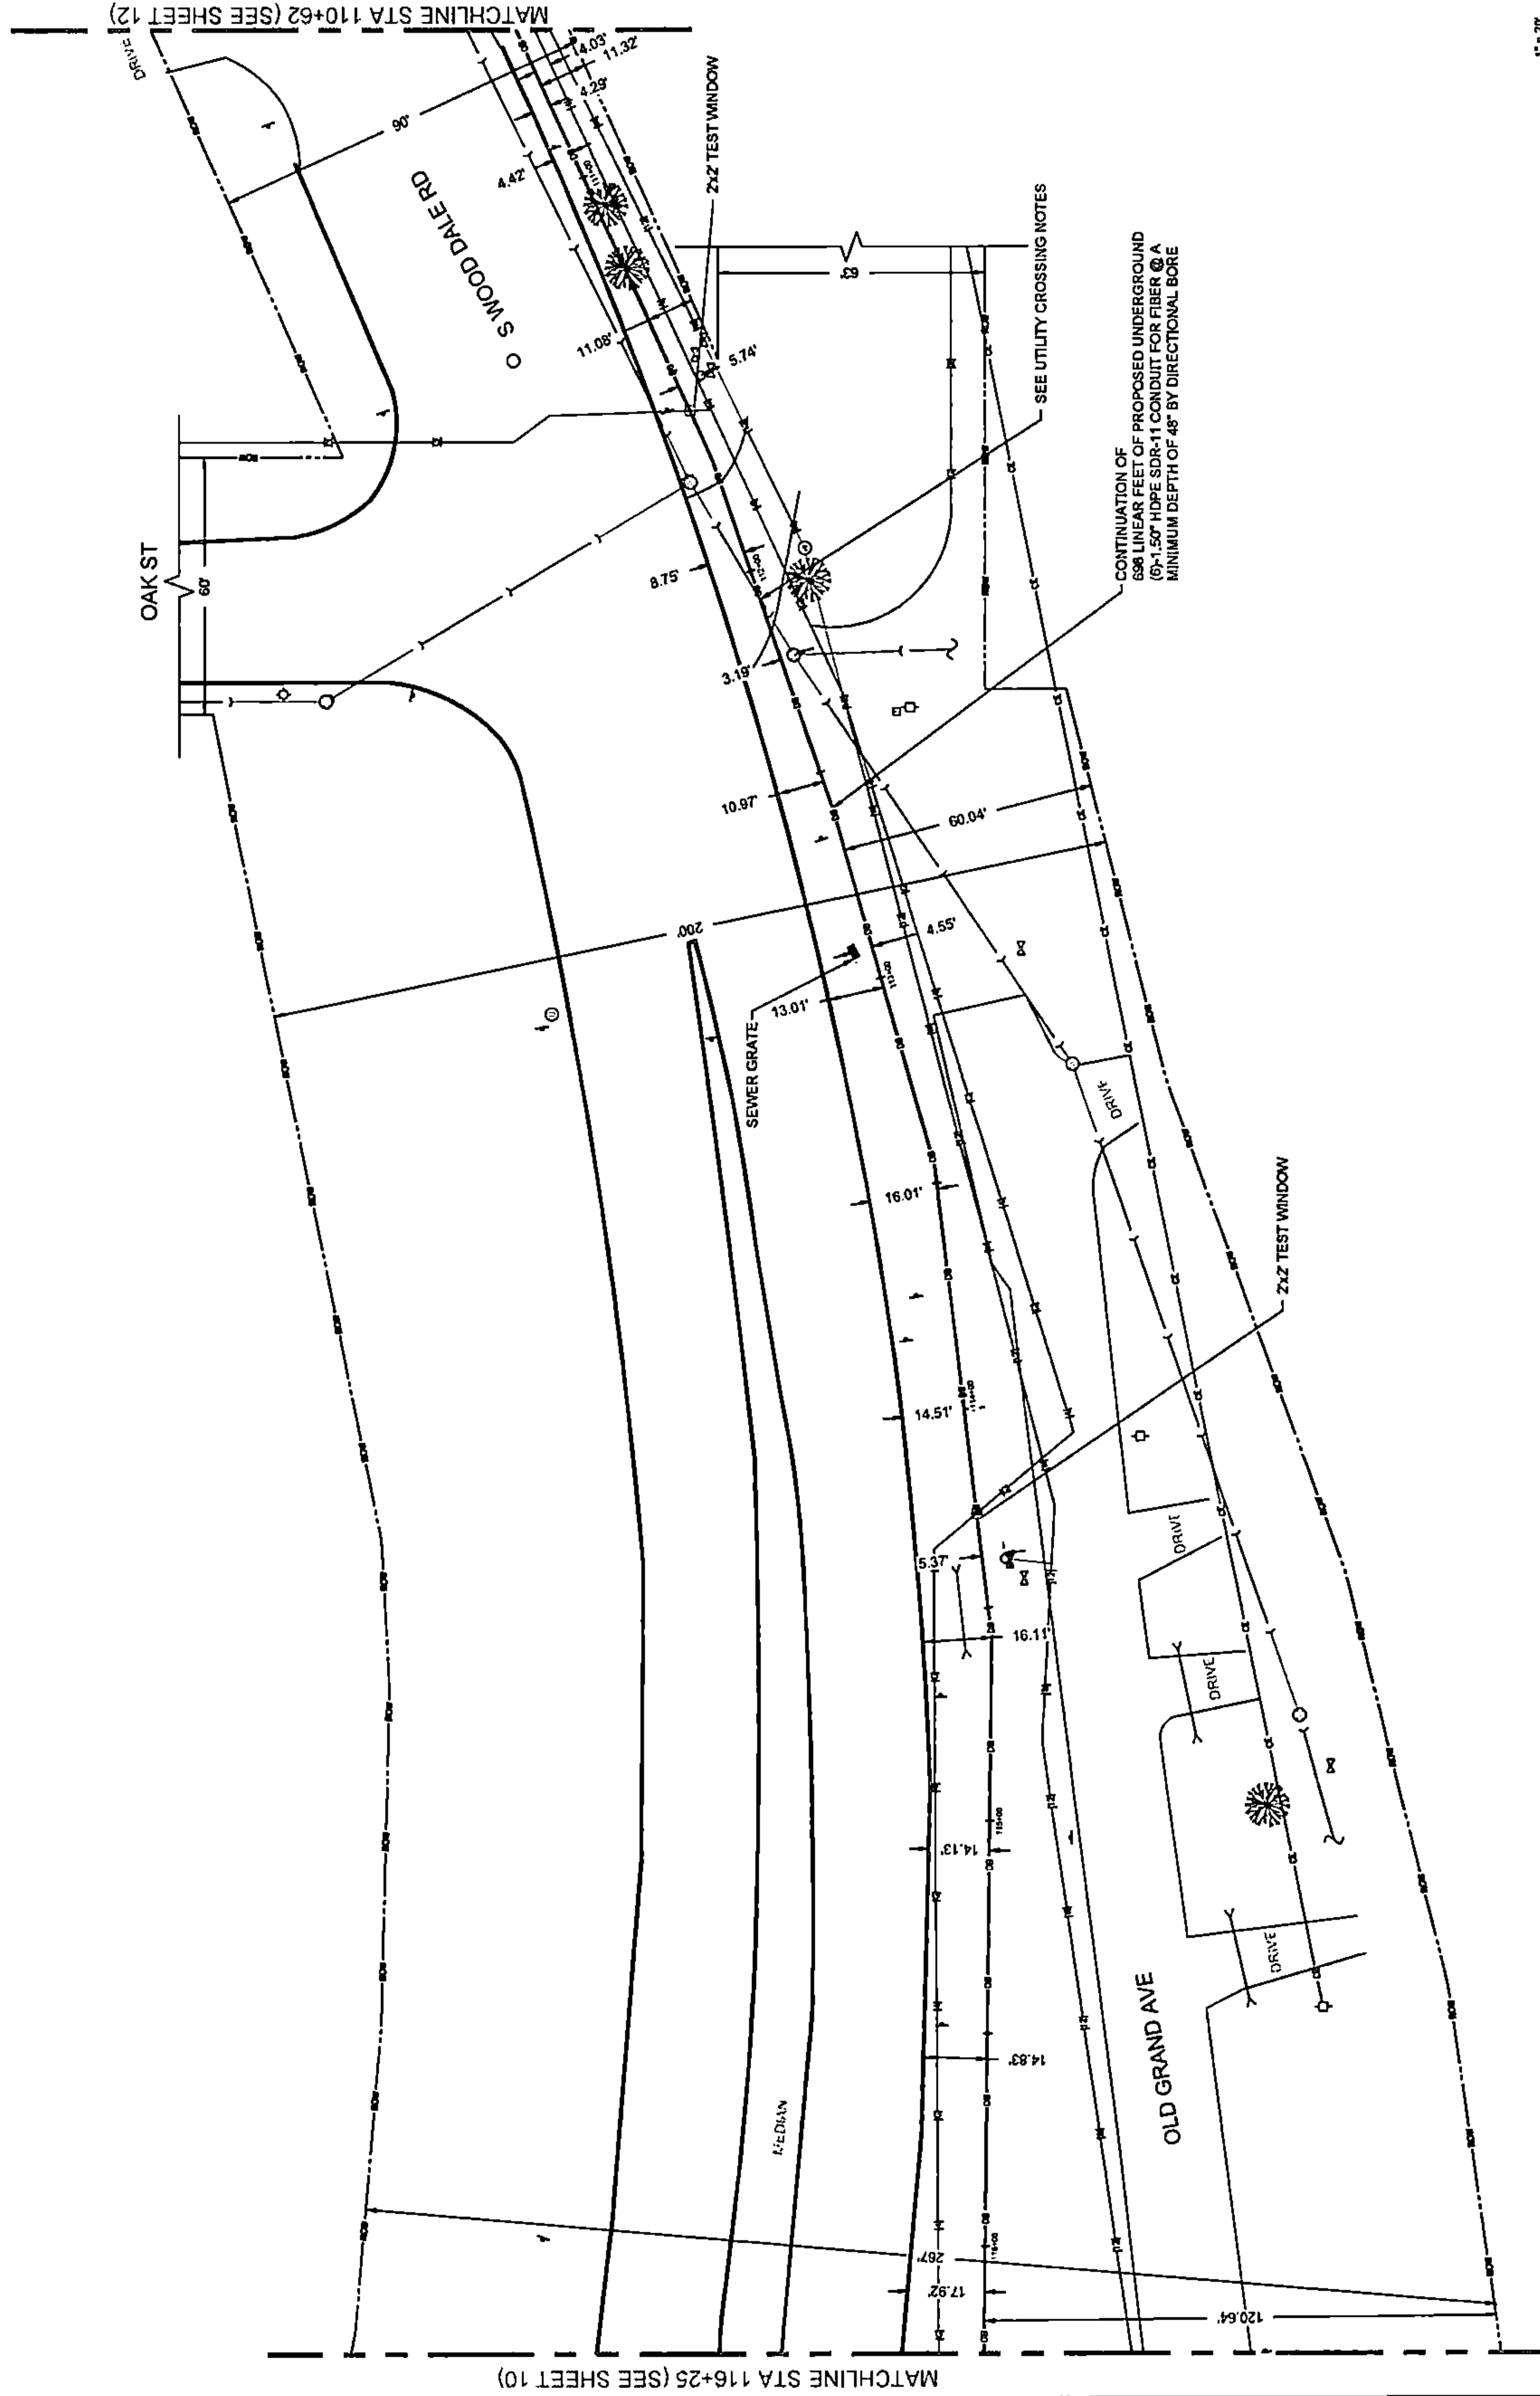 MATCHLINE STA 110+62 (SEE SHEET 12)
DRIVE
90'
4.03'
11.32'
4.29'
4.42'
S WOOD DALE RD
2'x2' TEST WINDOW
11.08'
63'
5.74'
SEE UTILITY CROSSING NOTES
OAK ST
60'
8.75'
3.19'
CONTINUATION OF
698 LINEAR FEET OF PROPOSED UNDERGROUND
(6)-1.50" HDPE SDR-11 CONDUIT FOR FIBER @ A
MINIMUM DEPTH OF 48" BY DIRECTIONAL BORE
10.97'
60.04'
200'
4.55'
13.01'
SEWER GRATE
DRIVE
16.01'
2'x2' TEST WINDOW
14.51'
5.37'
DRIVE
16.11'
DRIVE
115+00
14.13'
DRIVE
14.83'
OLD GRAND AVE
MEDIAN
267'
17.92'
120.64'
MATCHLINE STA 116+25 (SEE SHEET 10)